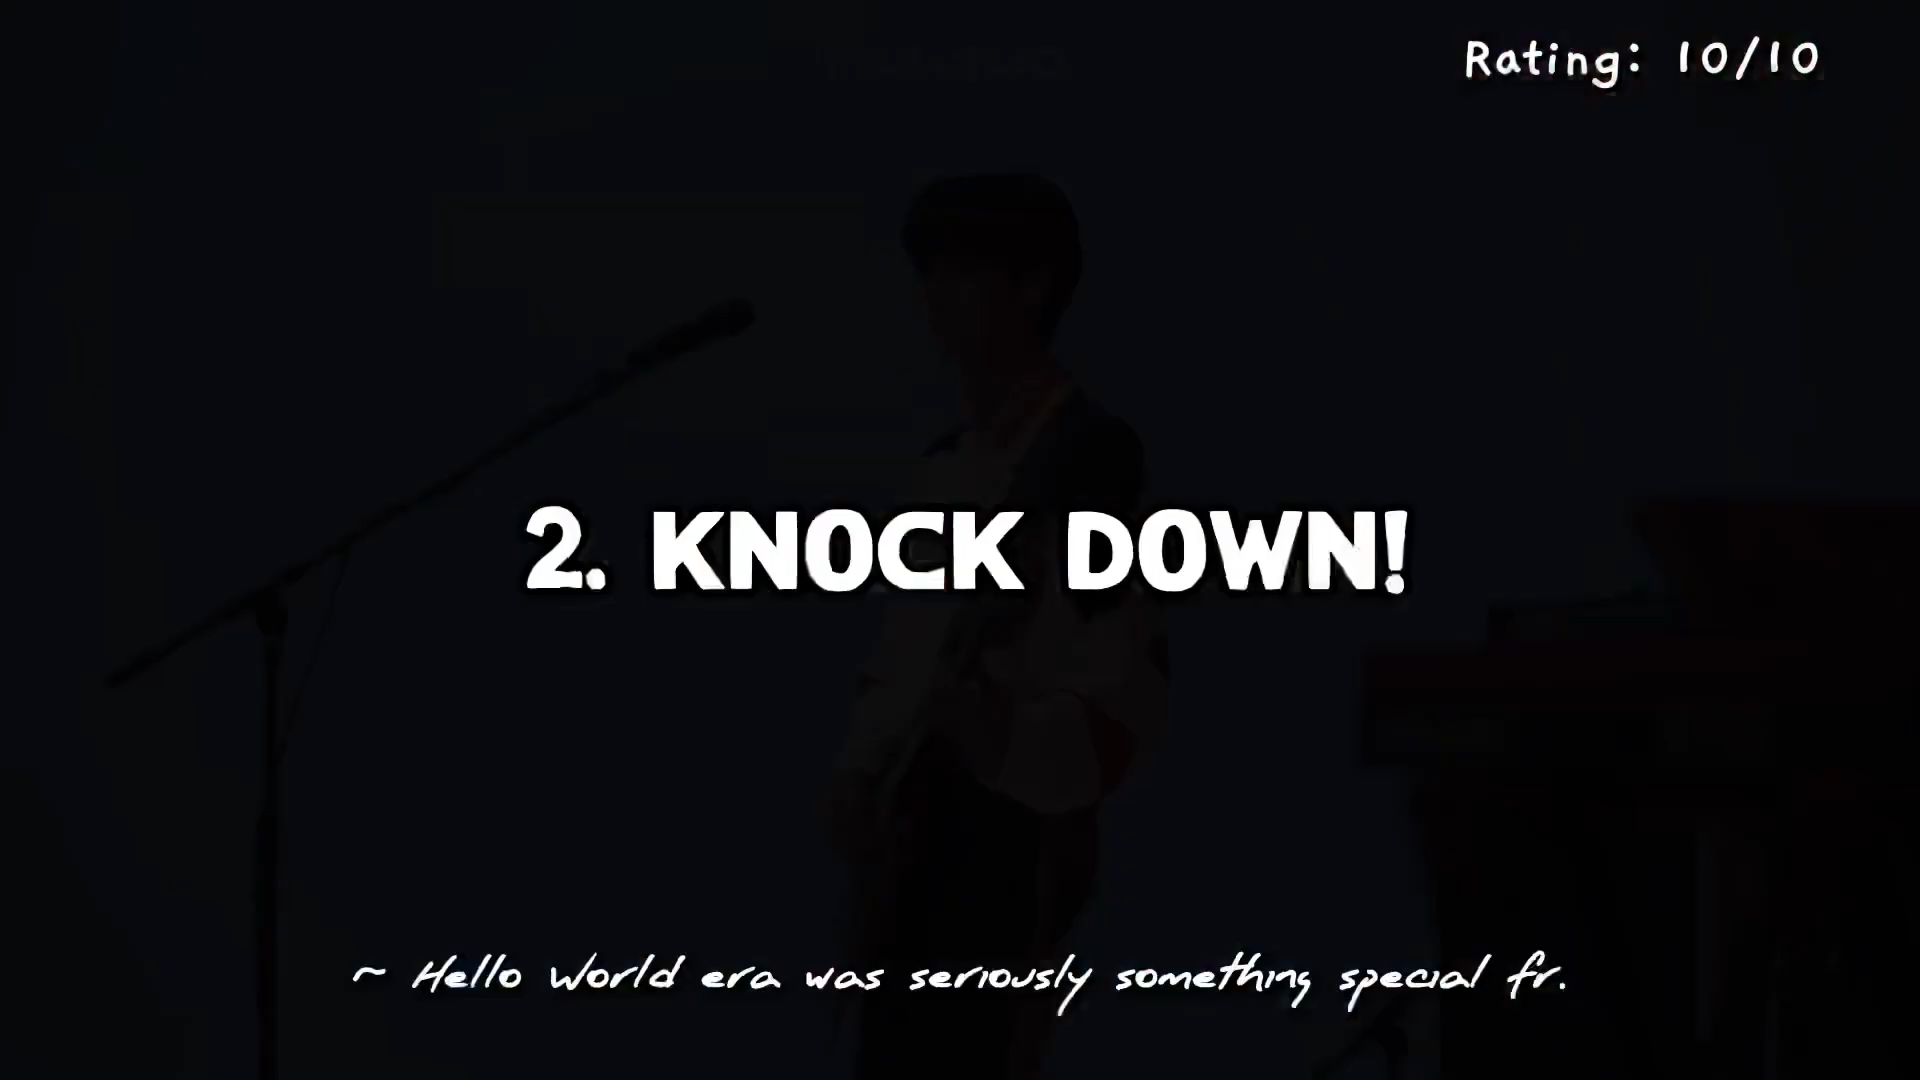 Rating: 10/10
2. KNOCK DOWN!
~ Hello World era was seriously something special fr.